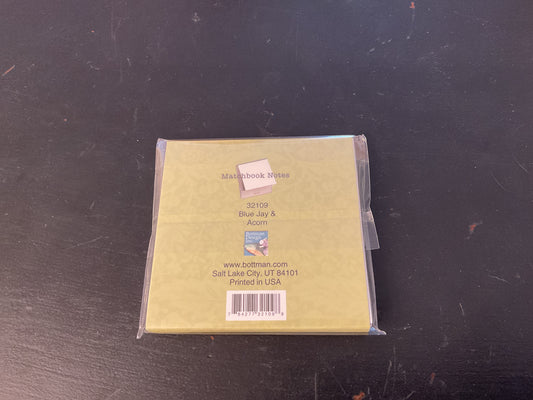 Matchbook Notes
32109
Blue Jay &
Acorn
www.bottman.com
Salt Lake City, UT 84101
Printed in USA